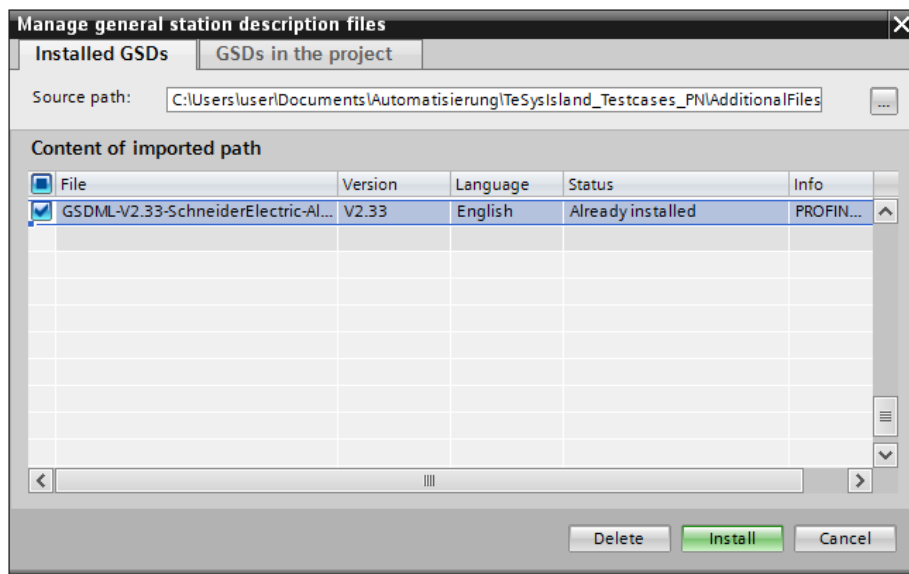 Manage general station description files
Installed GSDs GSDs in the project
Source path: C:\Users\user\Documents\Automatisierung\TeSysIsland_Testcases_PN\AdditionalFiles ...
Content of imported path
File Version Language Status Info
GSDML-V2.33-SchneiderElectric-Al... V2.33 English Already installed PROFIN...
Delete Install Cancel